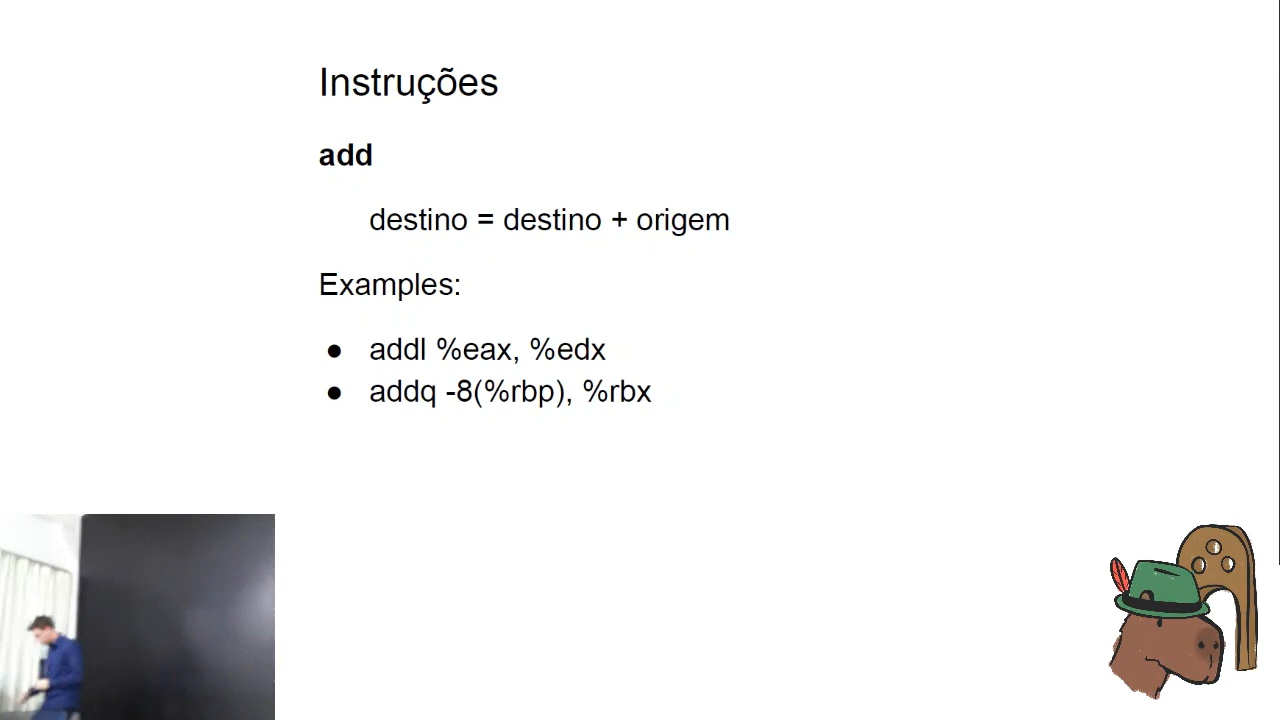 Instruções
add
destino = destino + origem
Examples:
● addl %eax, %edx
● addq -8(%rbp), %rbx